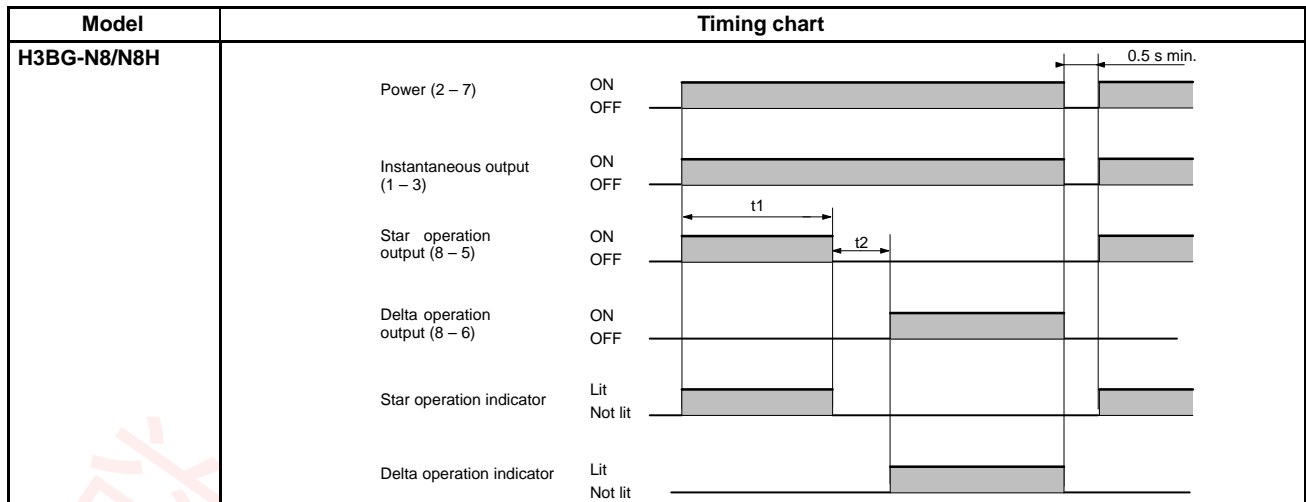 Model
Timing chart
H3BG-N8/N8H
0.5 s min.
Power (2 – 7)
ON
OFF
Instantaneous output
(1 – 3)
ON
OFF
t1
Star operation
output (8 – 5)
ON
OFF
t2
Delta operation
output (8 – 6)
ON
OFF
Star operation indicator
Lit
Not lit
Delta operation indicator
Lit
Not lit